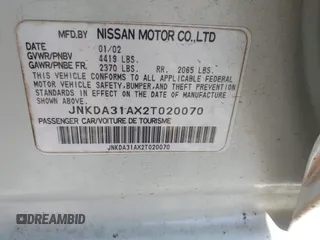 MFD.BY NISSAN MOTOR CO.,LTD
DATE 01/02
GVWR/PNBV 4419 LBS.
GAWR/PNBE FR. 2370 LBS. RR. 2065 LBS.
THIS VEHICLE CONFORMS TO ALL APPLICABLE FEDERAL
MOTOR VEHICLE SAFETY,BUMPER,AND THEFT PREVENTION
STANDARDS IN EFFECT ON THE DATE OF MANUFACTURE
SHOWN ABOVE.
JNKDA31AX2T020070
PASSENGER CAR/VOITURE DE TOURISME
JNKDA31AX2T020070
DREAMBID